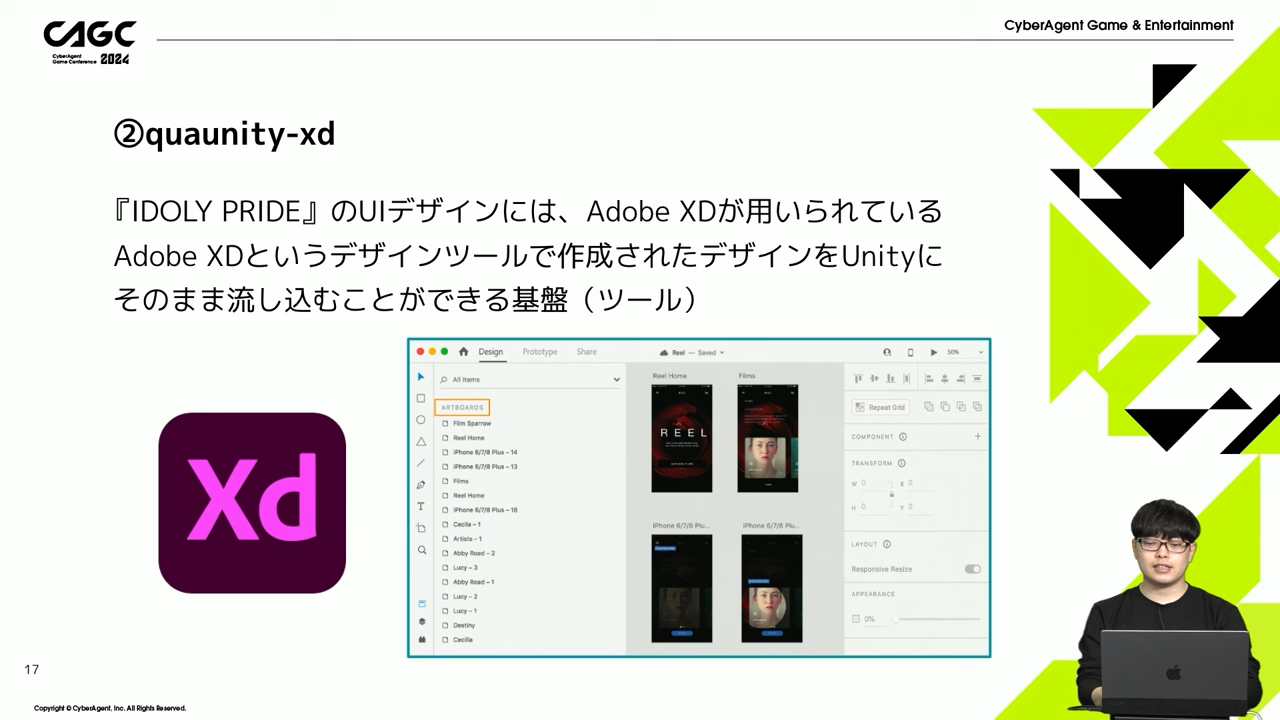 CAGC
CyberAgent
Game Conference 2024
CyberAgent Game & Entertainment
②quaunity-xd
『IDOLY PRIDE』のUIデザインには、Adobe XDが用いられている
Adobe XDというデザインツールで作成されたデザインをUnityに
そのまま流し込むことができる基盤（ツール）
Xd
Design Prototype Share
Reel — Saved
50%
All Items
ARTBOARDS
Film Sparrow
Reel Home
iPhone 6/7/8 Plus – 14
iPhone 6/7/8 Plus – 13
Films
Reel Home
iPhone 6/7/8 Plus – 18
Cecila – 1
Artists – 1
Abby Road – 2
Lucy – 3
Abby Road – 1
Lucy – 2
Lucy – 1
Destiny
Cecilia
Reel Home
Films
REEL
iPhone 6/7/8 Plu...
iPhone 6/7/8 Plu...
Repeat Grid
COMPONENT
TRANSFORM
W 0 X 0
H 0 Y 0
LAYOUT
Responsive Resize
APPEARANCE
0%
17
Copyright © CyberAgent, Inc. All Rights Reserved.